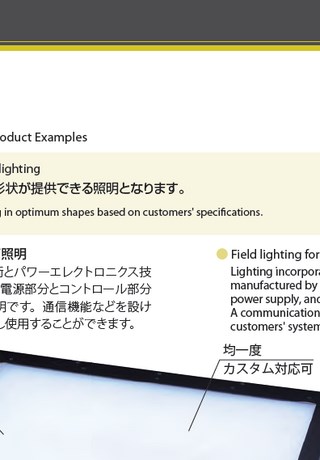 oduct Examples
lighting
形状が提供できる照明となります。
g in optimum shapes based on customers' specifications.
照明
術とパワーエレクトロニクス技
電源部分とコントロール部分
明です。通信機能などを設け
し使用することができます。
Field lighting for
Lighting incorpora
manufactured by
power supply, and
A communication
customers' system
均一度
カスタム対応可